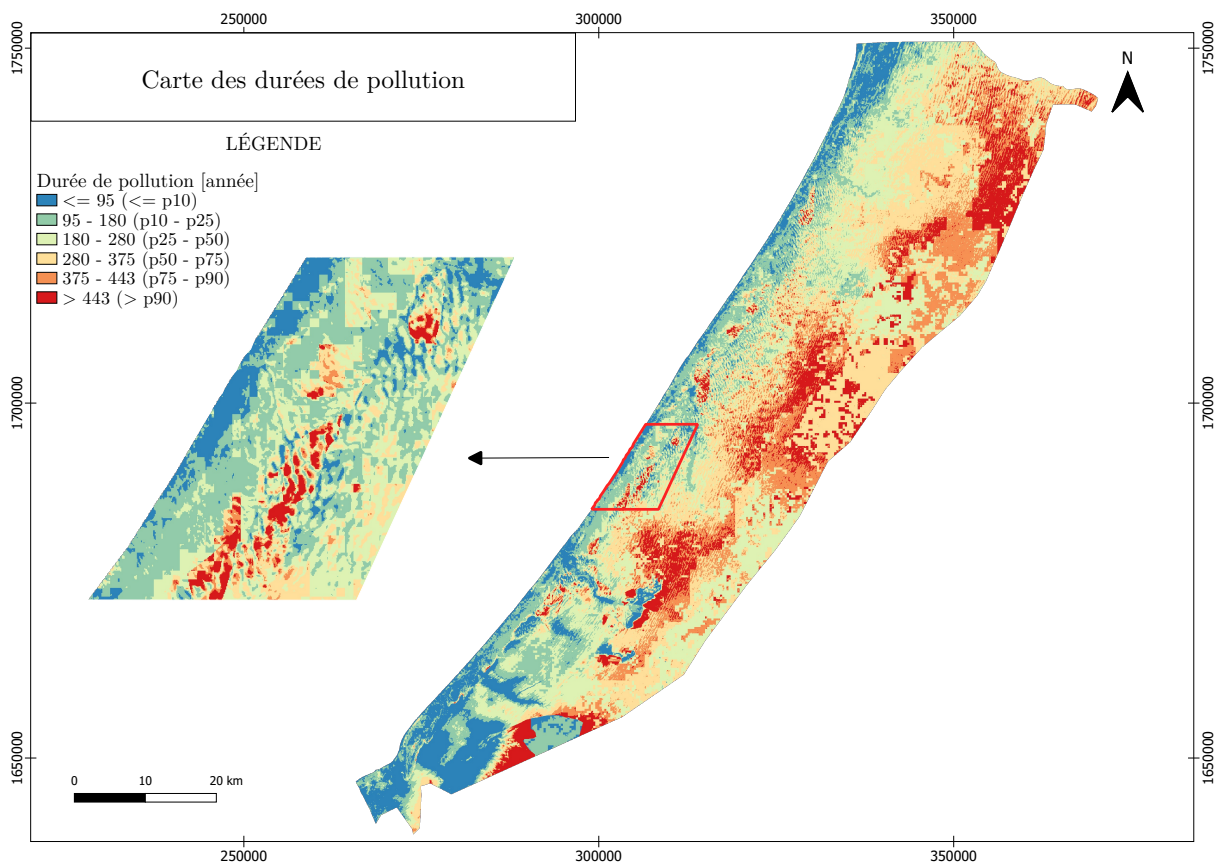 250000 300000 350000
1750000 1750000
Carte des durées de pollution
N
LÉGENDE
Durée de pollution [année]
<= 95 (<= p10)
95 - 180 (p10 - p25)
180 - 280 (p25 - p50)
280 - 375 (p50 - p75)
375 - 443 (p75 - p90)
> 443 (> p90)
1700000 1700000
1650000 1650000
0 10 20 km
250000 300000 350000